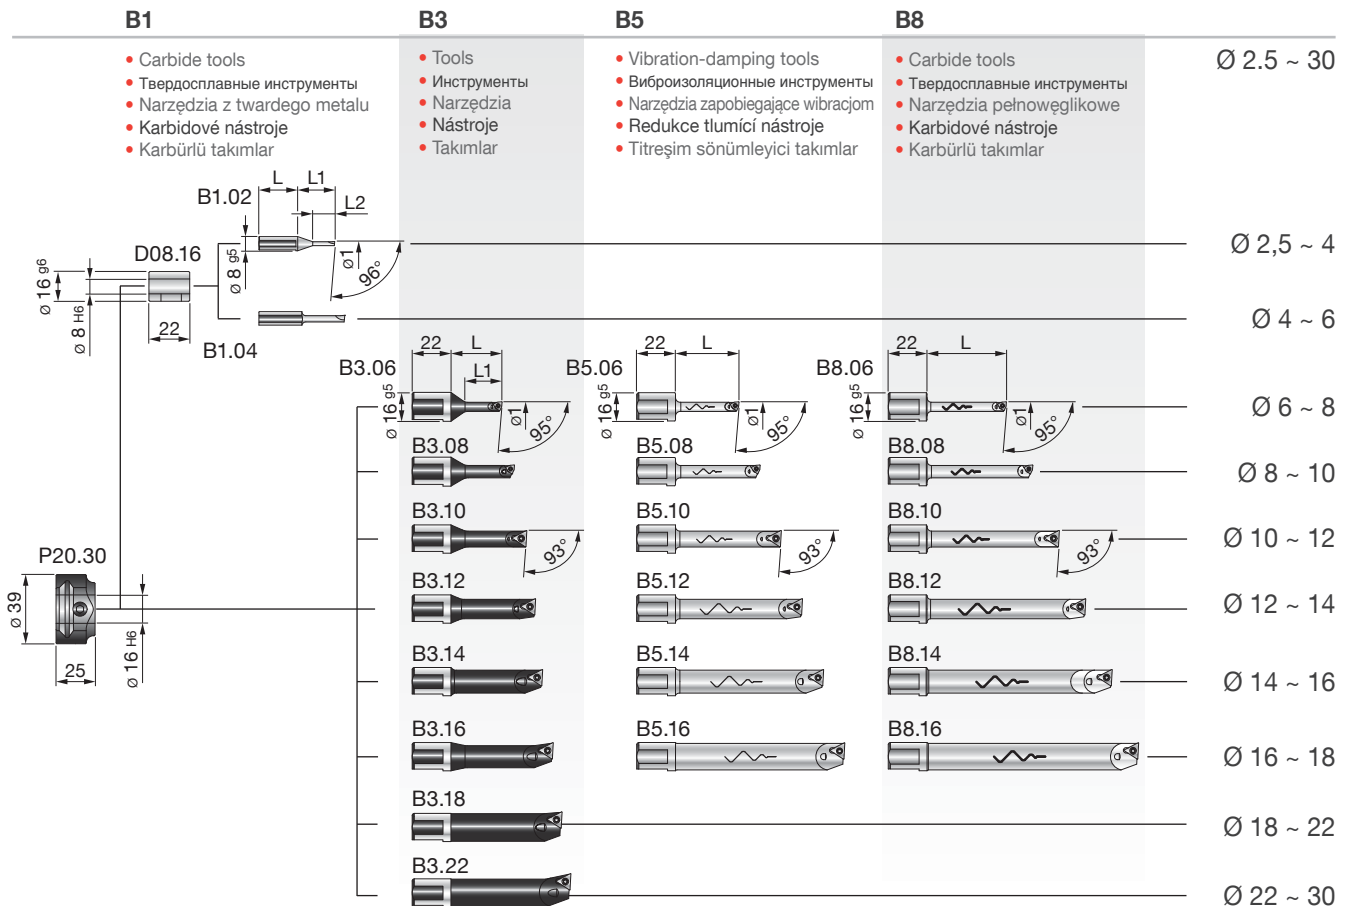 B1
B3
B5
B8
• Carbide tools
• Твердосплавные инструменты
• Narzędzia z twardego metalu
• Karbidové nástroje
• Karbürlü takımlar
• Tools
• Инструменты
• Narzędzia
• Nástroje
• Takımlar
• Vibration-damping tools
• Виброизоляционные инструменты
• Narzędzia zapobiegające wibracjom
• Redukce tlumící nástroje
• Titreşim sönümleyici takımlar
• Carbide tools
• Твердосплавные инструменты
• Narzędzia pełnowęglikowe
• Karbidové nástroje
• Karbürlü takımlar
Ø 2.5 ~ 30
B1.02
L
L1
L2
Ø 8 g5
Ø1
96°
Ø 2,5 ~ 4
D08.16
Ø 16 g6
Ø 8 H6
22
B1.04
Ø 4 ~ 6
B3.06
22
L
L1
Ø 16 g5
Ø1
95°
B5.06
22
L
Ø 16 g5
Ø1
95°
B8.06
22
L
Ø 16 g5
Ø1
95°
Ø 6 ~ 8
B3.08
B5.08
B8.08
Ø 8 ~ 10
B3.10
93°
B5.10
93°
B8.10
93°
Ø 10 ~ 12
P20.30
Ø 39
25
Ø 16 H6
B3.12
B5.12
B8.12
Ø 12 ~ 14
B3.14
B5.14
B8.14
Ø 14 ~ 16
B3.16
B5.16
B8.16
Ø 16 ~ 18
B3.18
Ø 18 ~ 22
B3.22
Ø 22 ~ 30